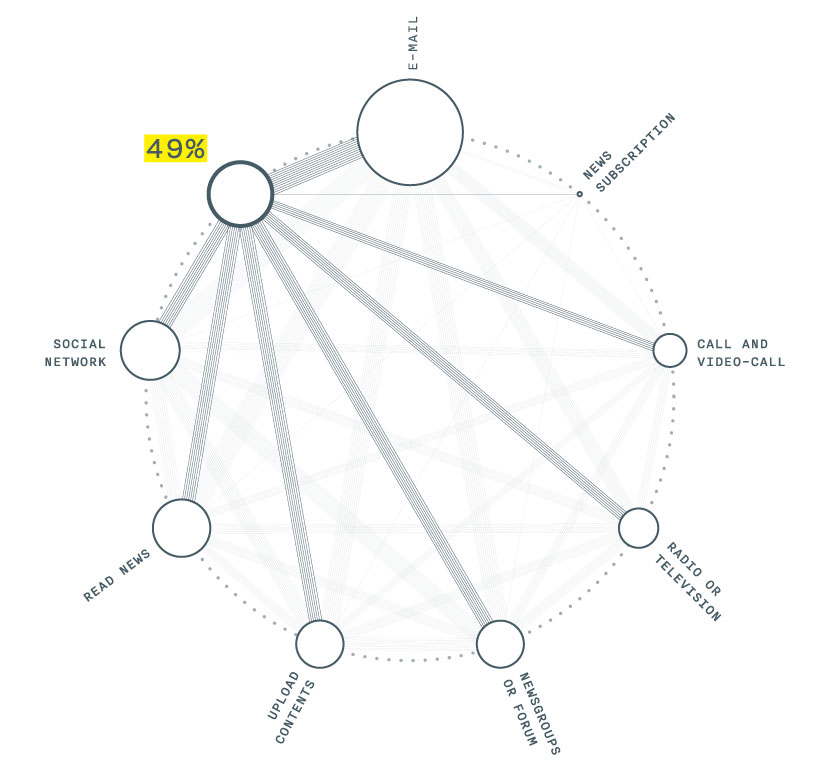 E-MAIL
49%
NEWS
SUBSCRIPTION
SOCIAL
NETWORK
CALL AND
VIDEO-CALL
READ NEWS
RADIO OR
TELEVISION
UPLOAD
CONTENTS
NEWSGROUPS
OR FORUM